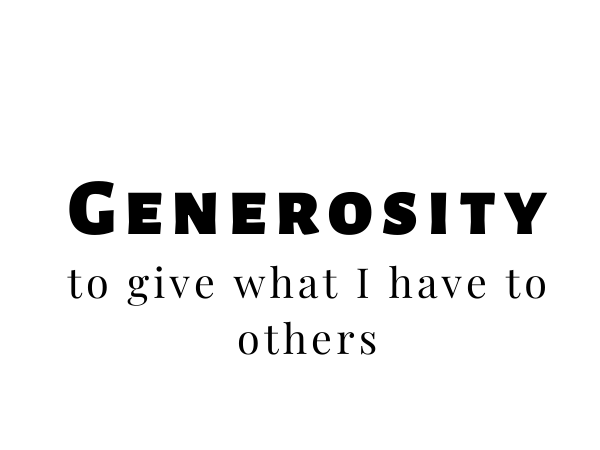 Generosity
to give what I have to
others